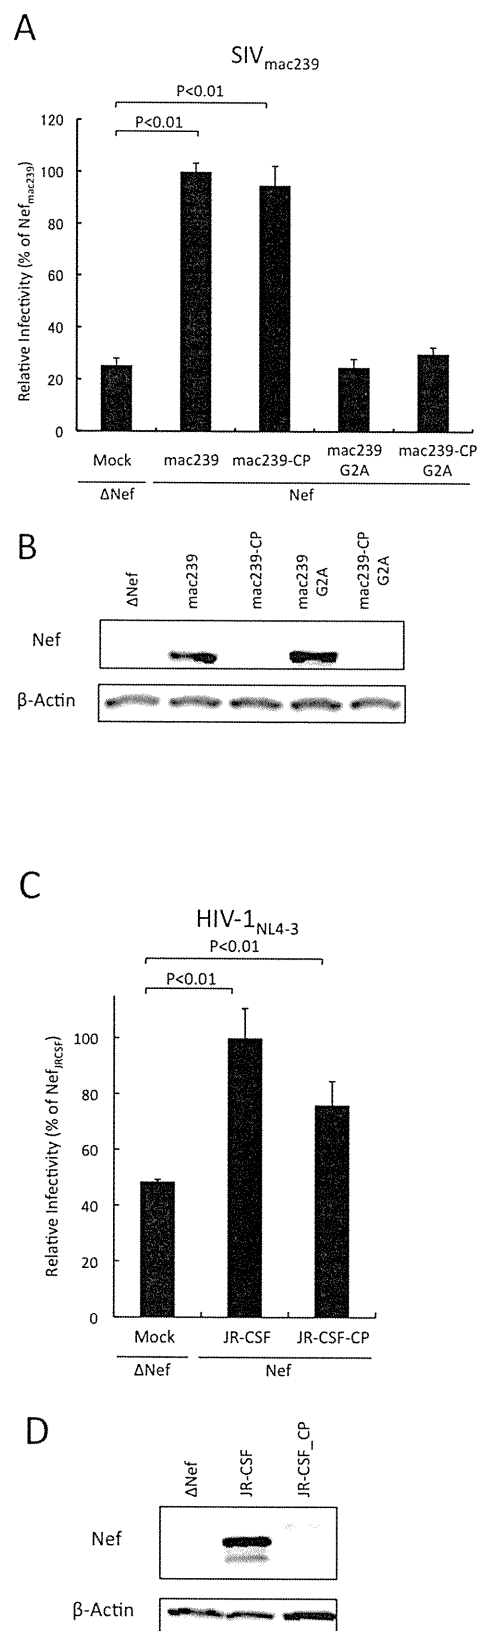 A
SIVmac239
P<0.01
P<0.01
Relative Infectivity (% of Nefmac239)
120
100
80
60
40
20
0
Mock mac239 mac239-CP mac239 G2A mac239-CP G2A
ΔNef Nef
B
ΔNef mac239 mac239-CP mac239 G2A mac239-CP G2A
Nef
β-Actin
C
HIV-1NL4-3
P<0.01
P<0.01
Relative Infectivity (% of NefJRCSF)
100
80
60
40
20
0
Mock JR-CSF JR-CSF-CP
ΔNef Nef
D
ΔNef JR-CSF JR-CSF_CP
Nef
β-Actin